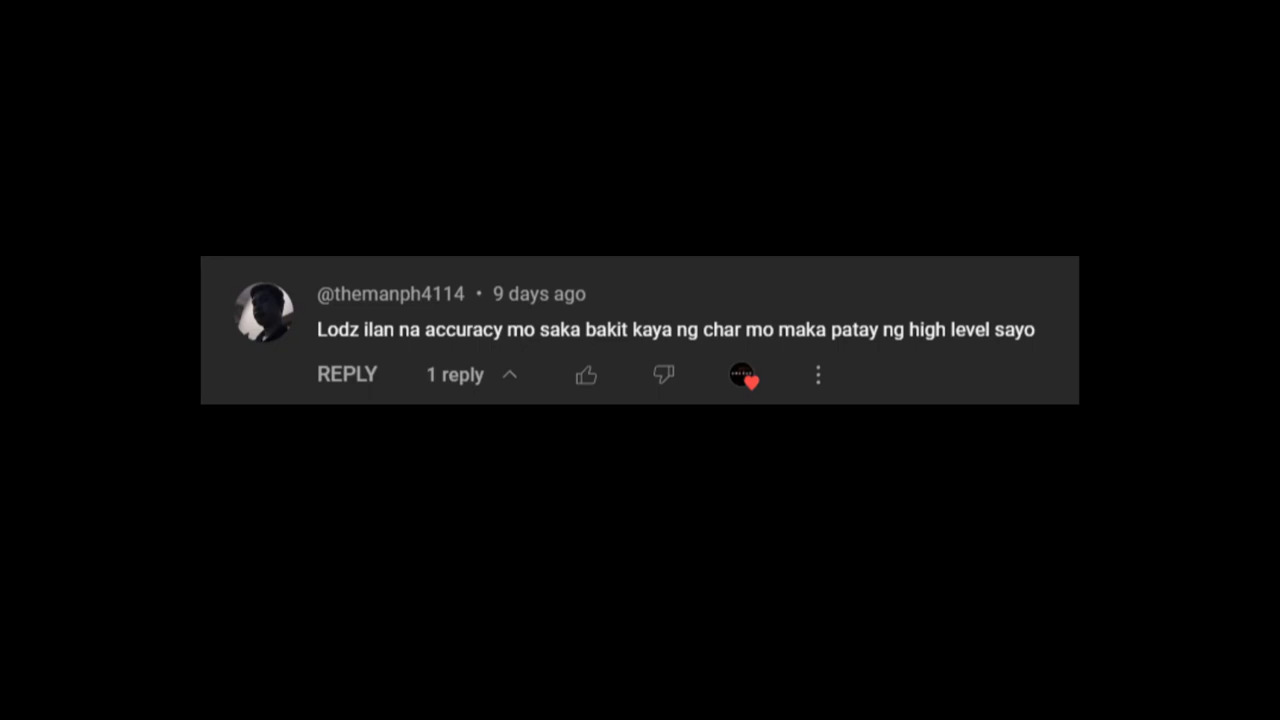 @themanph4114 • 9 days ago
Lodz ilan na accuracy mo saka bakit kaya ng char mo maka patay ng high level sayo
REPLY 1 reply